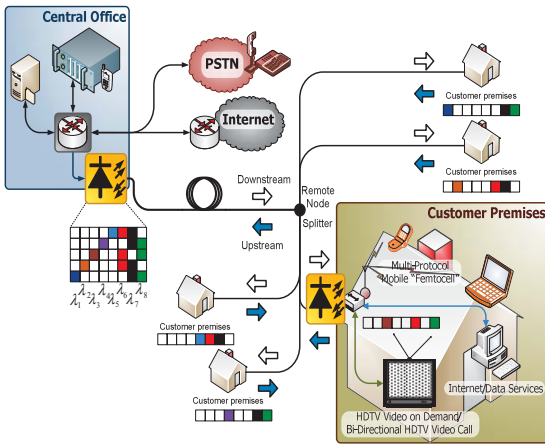 Central Office
PSTN
Internet
Customer premises
Customer premises
Downstream
Remote
Node
Splitter
Upstream
λ1 λ2 λ3 λ4 λ5 λ6 λ7 λ8
Customer premises
Customer premises
Customer Premises
Multi-Protocol
Mobile "Femtocell"
Internet/Data Services
HDTV Video on Demand/
Bi-Directional HDTV Video Call